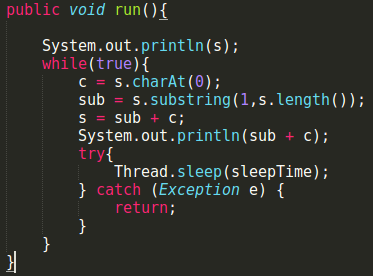 public void run(){
System.out.println(s);
while(true){
c = s.charAt(0);
sub = s.substring(1,s.length());
s = sub + c;
System.out.println(sub + c);
try{
Thread.sleep(sleepTime);
} catch (Exception e) {
return;
}
}
}